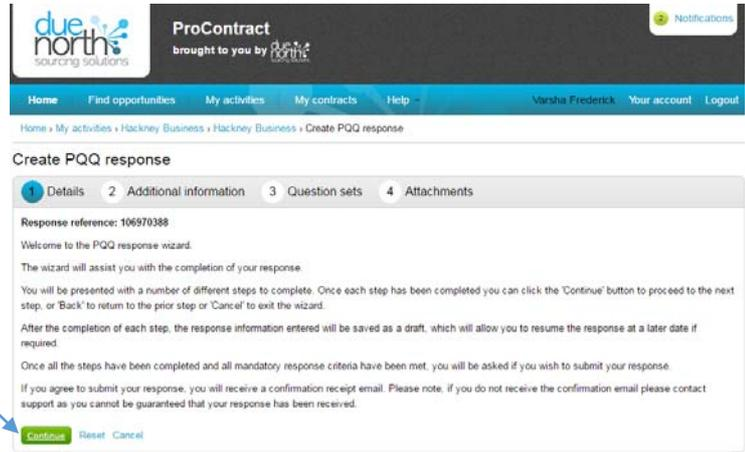 due
north
sourcing solutions
ProContract
brought to you by due north
2 Notifications
Home Find opportunities My activities My contracts Help Varsha Frederick Your account Logout
Home › My activities › Hackney Business › Hackney Business › Create PQQ response
Create PQQ response
1 Details 2 Additional information 3 Question sets 4 Attachments
Response reference: 106970388
Welcome to the PQQ response wizard.
The wizard will assist you with the completion of your response.
You will be presented with a number of different steps to complete. Once each step has been completed you can click the 'Continue' button to proceed to the next
step, or 'Back' to return to the prior step or 'Cancel' to exit the wizard.
After the completion of each step, the response information entered will be saved as a draft, which will allow you to resume the response at a later date if
required.
Once all the steps have been completed and all mandatory response criteria have been met, you will be asked if you wish to submit your response.
If you agree to submit your response, you will receive a confirmation receipt email. Please note, if you do not receive the confirmation email please contact
support as you cannot be guaranteed that your response has been received.
Continue Reset Cancel